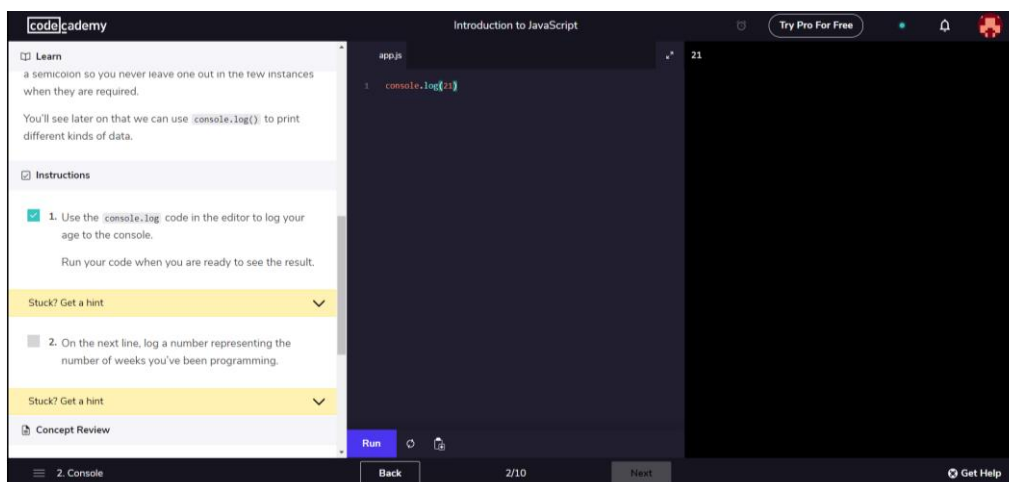 codecademy
Introduction to JavaScript
Try Pro For Free
Learn
a semicolon so you never leave one out in the few instances
when they are required.
You'll see later on that we can use console.log() to print
different kinds of data.
Instructions
1. Use the console.log code in the editor to log your
age to the console.
Run your code when you are ready to see the result.
Stuck? Get a hint
2. On the next line, log a number representing the
number of weeks you've been programming.
Stuck? Get a hint
Concept Review
app.js
1 console.log(21)
Run
21
2. Console
Back
2/10
Next
Get Help